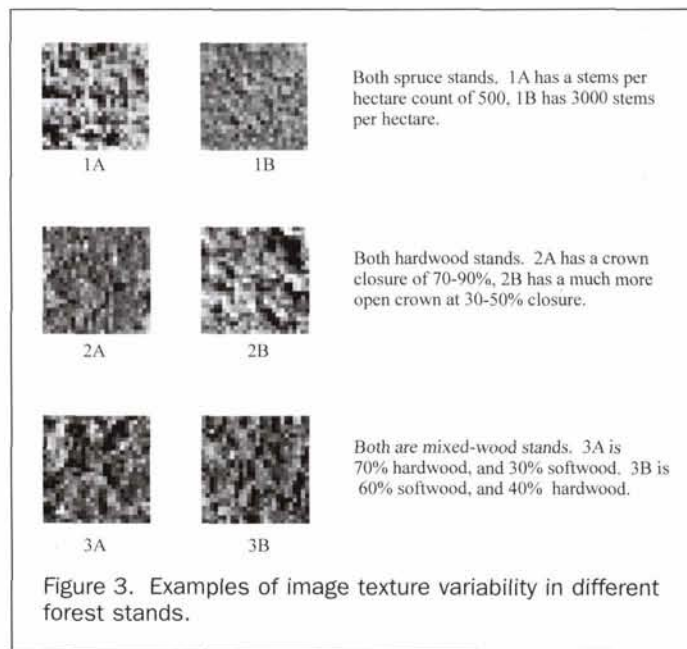 Both spruce stands. 1A has a stems per
hectare count of 500, 1B has 3000 stems
per hectare.
1A
1B
Both hardwood stands. 2A has a crown
closure of 70-90%, 2B has a much more
open crown at 30-50% closure.
2A
2B
Both are mixed-wood stands. 3A is
70% hardwood, and 30% softwood. 3B is
60% softwood, and 40% hardwood.
3A
3B
Figure 3. Examples of image texture variability in different
forest stands.